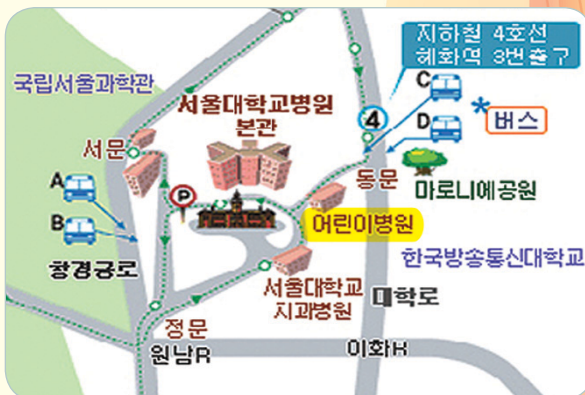 지하철 4호선
혜화역 3번출구
국립서울과학관
서울대학교병원
본관
C
4
D
* 버스
서문
동문
마로니에공원
A
P
B
어린이병원
창경궁로
한국방송통신대학교
서울대학교
치과병원
대학로
정문
원남R
이화H